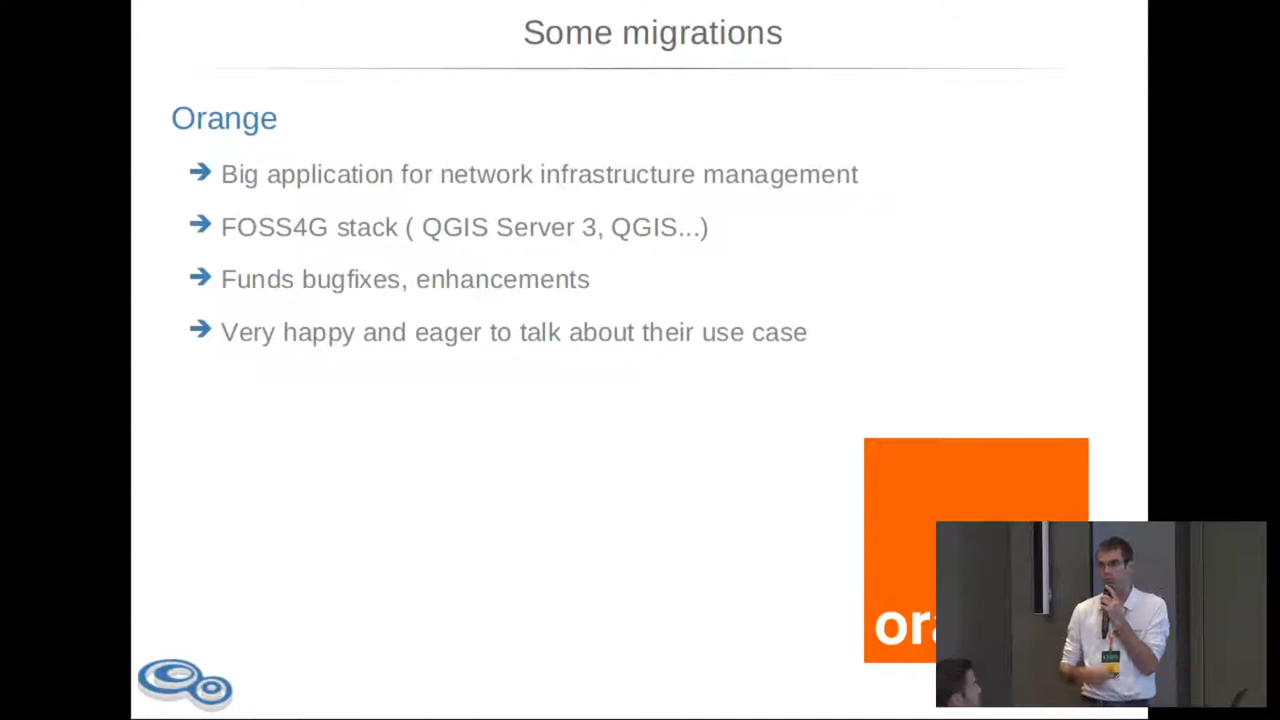 Some migrations
Orange
Big application for network infrastructure management
FOSS4G stack ( QGIS Server 3, QGIS...)
Funds bugfixes, enhancements
Very happy and eager to talk about their use case